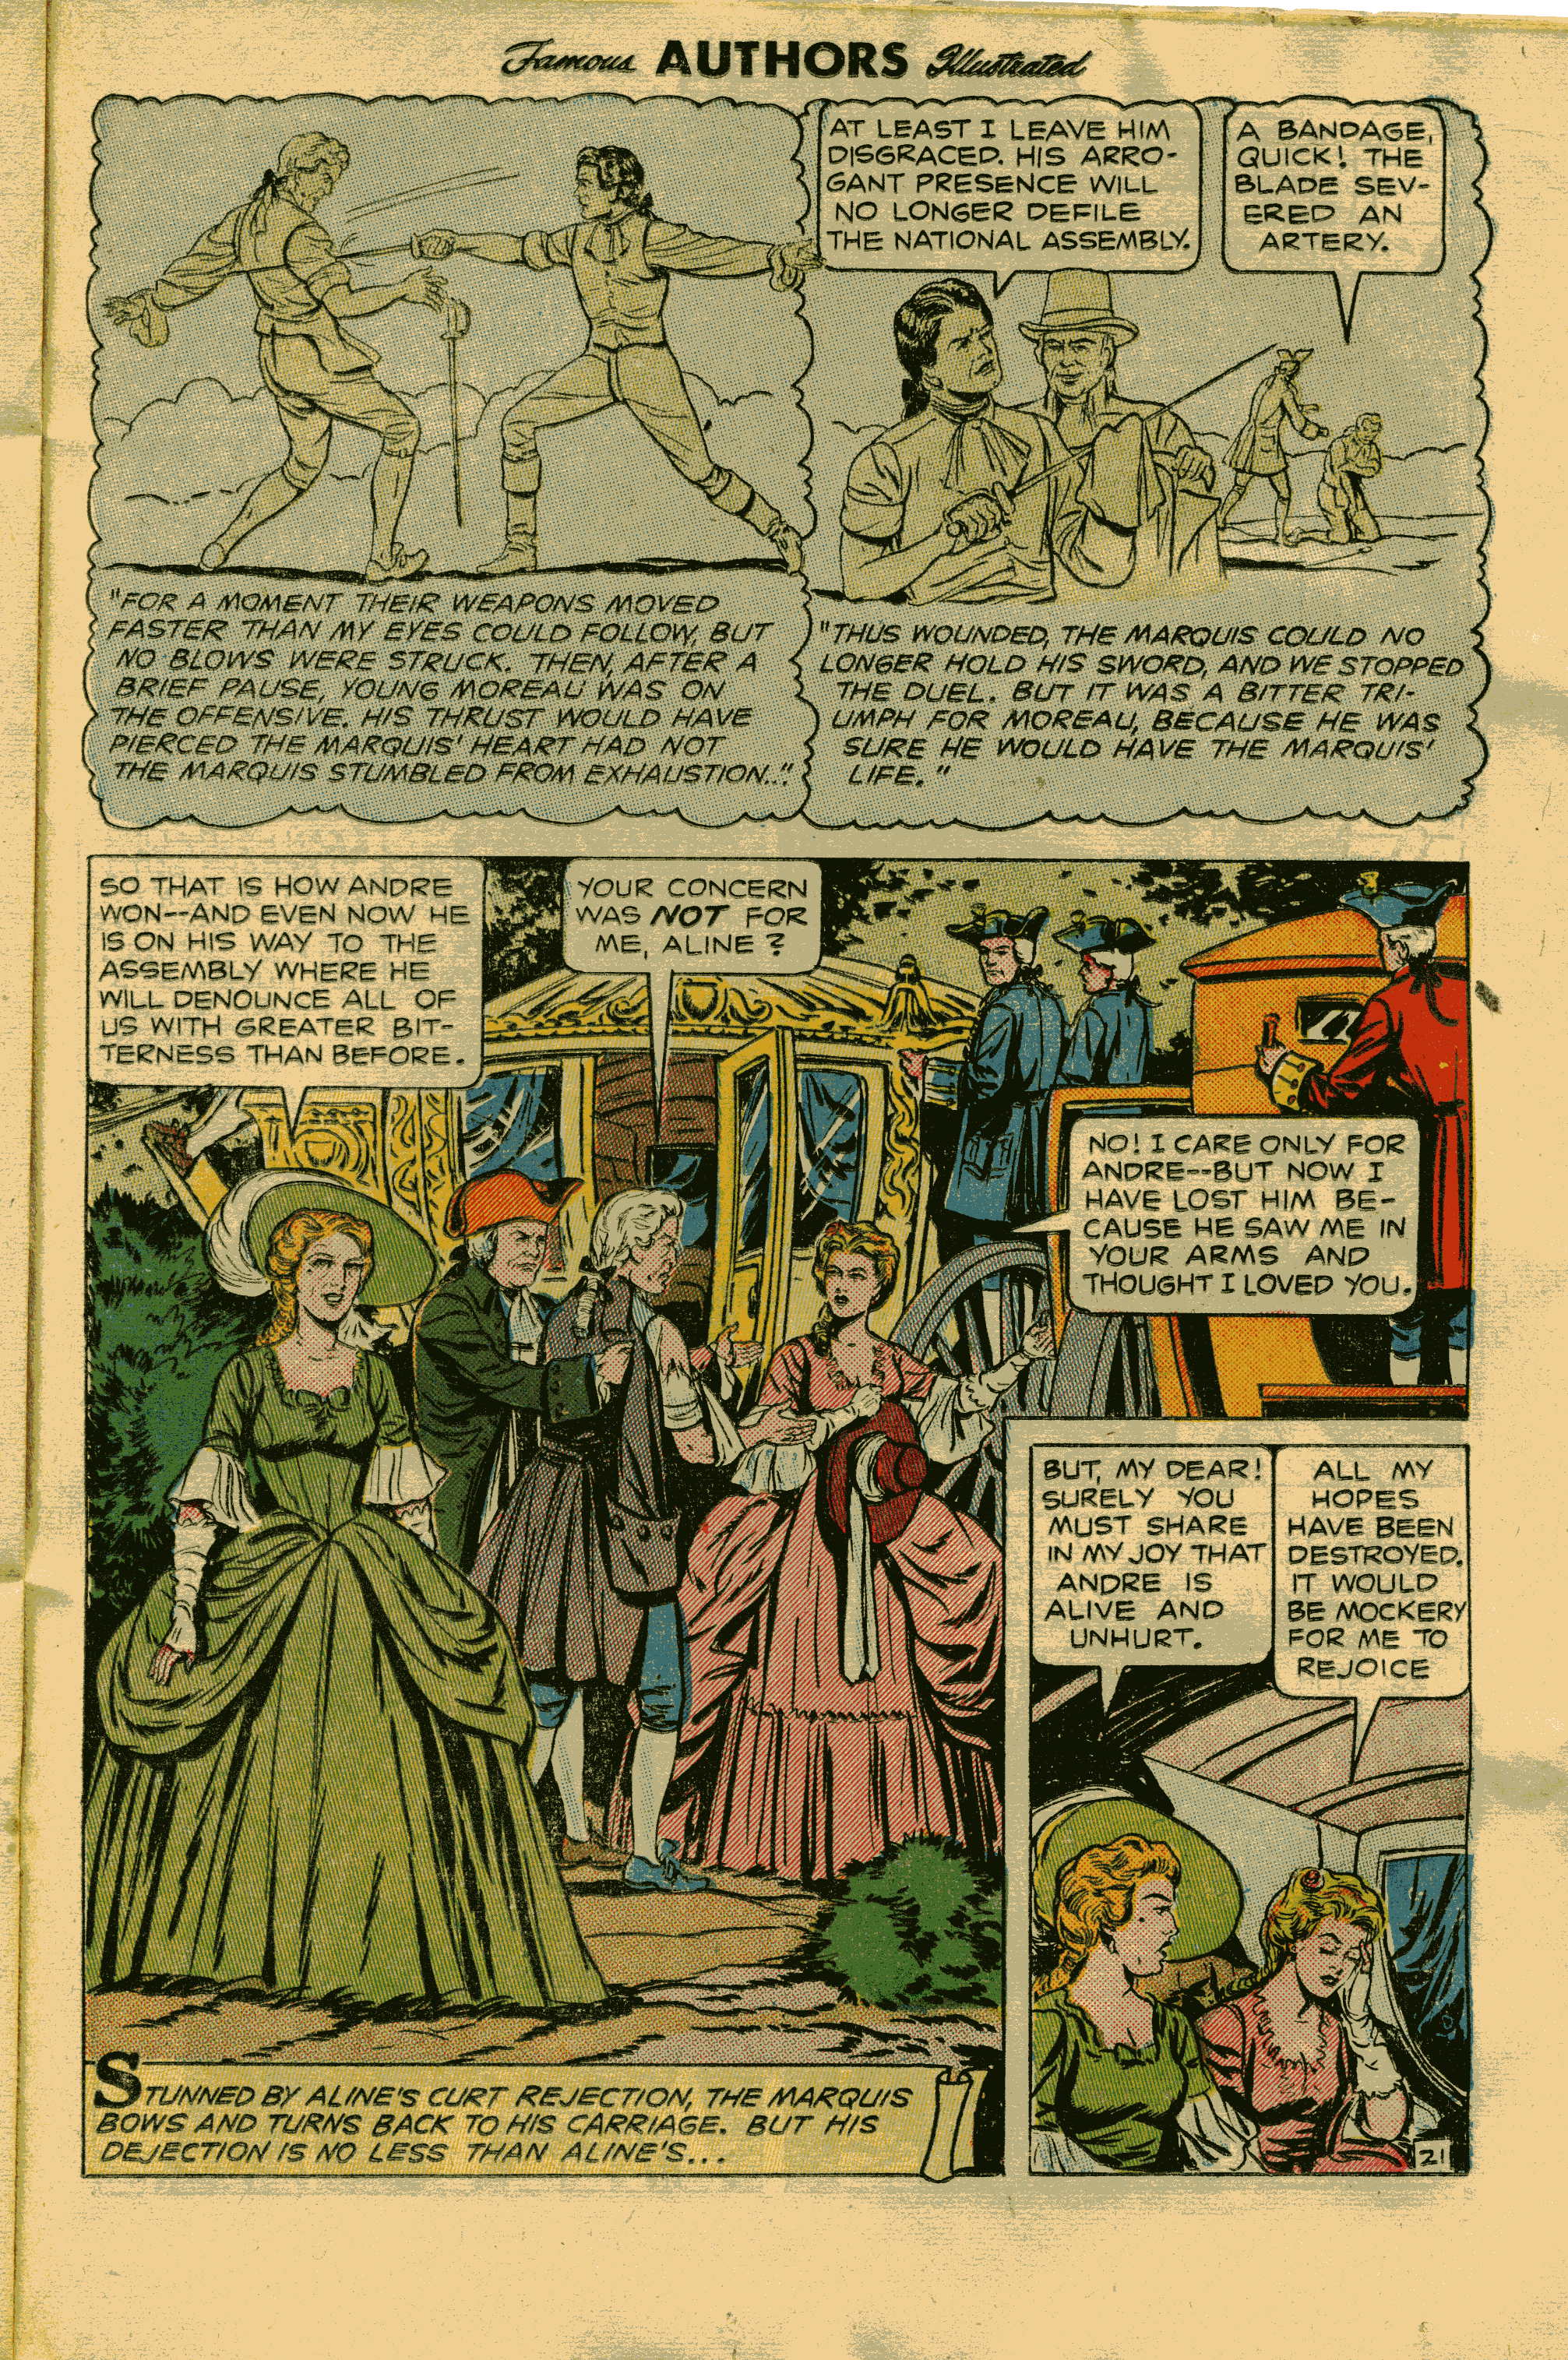 Famous AUTHORS Illustrated
AT LEAST I LEAVE HIM
DISGRACED. HIS ARRO-
GANT PRESENCE WILL
NO LONGER DEFILE
THE NATIONAL ASSEMBLY.
A BANDAGE,
QUICK! THE
BLADE SEV-
ERED AN
ARTERY.
"FOR A MOMENT THEIR WEAPONS MOVED
FASTER THAN MY EYES COULD FOLLOW, BUT
NO BLOWS WERE STRUCK. THEN, AFTER A
BRIEF PAUSE, YOUNG MOREAU WAS ON
THE OFFENSIVE. HIS THRUST WOULD HAVE
PIERCED THE MARQUIS' HEART HAD NOT
THE MARQUIS STUMBLED FROM EXHAUSTION..."
"THUS WOUNDED, THE MARQUIS COULD NO
LONGER HOLD HIS SWORD, AND WE STOPPED
THE DUEL. BUT IT WAS A BITTER TRI-
UMPH FOR MOREAU, BECAUSE HE WAS
SURE HE WOULD HAVE THE MARQUIS'
LIFE."
SO THAT IS HOW ANDRE
WON--AND EVEN NOW HE
IS ON HIS WAY TO THE
ASSEMBLY WHERE HE
WILL DENOUNCE ALL OF
US WITH GREATER BIT-
TERNESS THAN BEFORE.
YOUR CONCERN
WAS NOT FOR
ME, ALINE?
NO! I CARE ONLY FOR
ANDRE--BUT NOW I
HAVE LOST HIM BE-
CAUSE HE SAW ME IN
YOUR ARMS AND
THOUGHT I LOVED YOU.
STUNNED BY ALINE'S CURT REJECTION, THE MARQUIS
BOWS AND TURNS BACK TO HIS CARRIAGE. BUT HIS
DEJECTION IS NO LESS THAN ALINE'S...
BUT, MY DEAR!
SURELY YOU
MUST SHARE
IN MY JOY THAT
ANDRE IS
ALIVE AND
UNHURT.
ALL MY
HOPES
HAVE BEEN
DESTROYED.
IT WOULD
BE MOCKERY
FOR ME TO
REJOICE
21